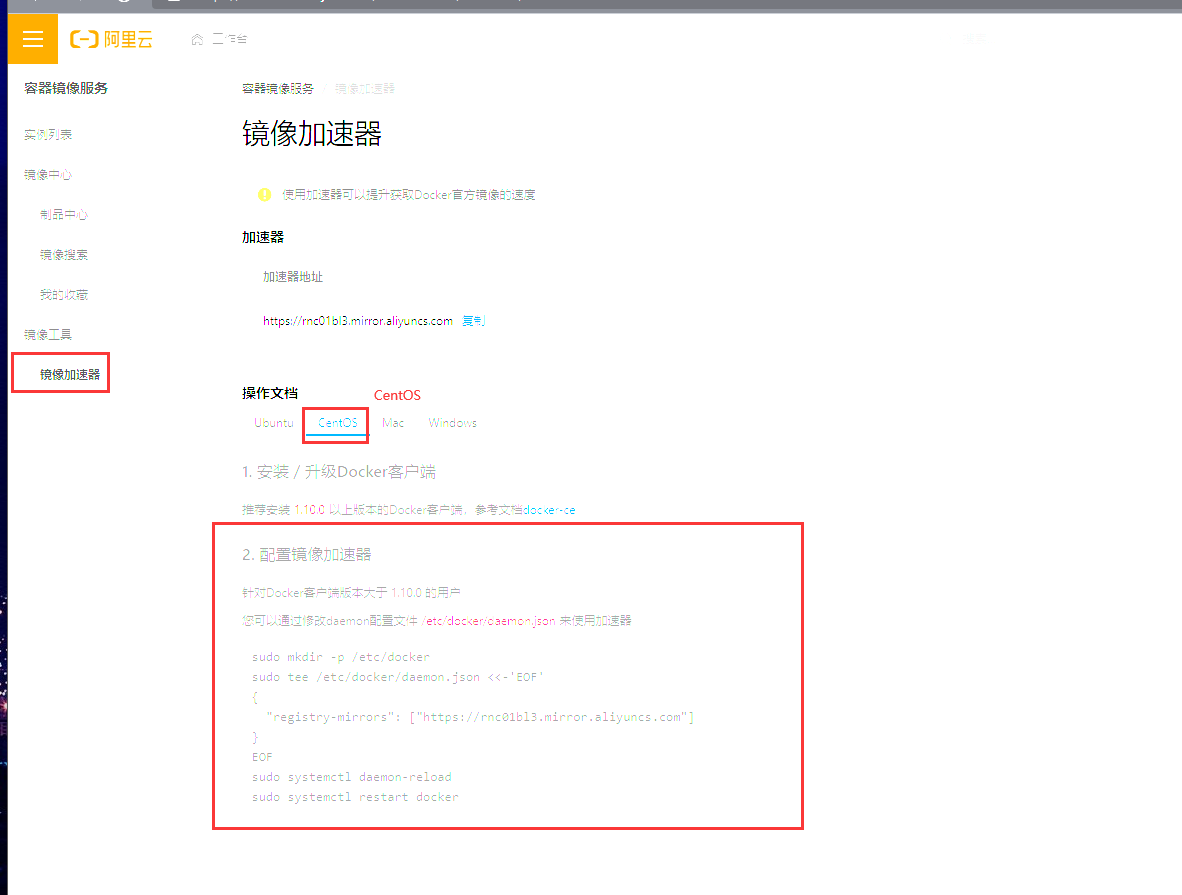 阿里云
工作台
容器镜像服务
实例列表
镜像中心
制品中心
镜像搜索
我的收藏
镜像工具
镜像加速器
容器镜像服务 / 镜像加速器
镜像加速器
使用加速器可以提升获取Docker官方镜像的速度
加速器
加速器地址
https://rnc01bl3.mirror.aliyuncs.com 复制
操作文档
CentOS
Ubuntu CentOS Mac Windows
1. 安装 / 升级Docker客户端
推荐安装 1.10.0 以上版本的Docker客户端，参考文档docker-ce
2. 配置镜像加速器
针对Docker客户端版本大于 1.10.0 的用户
您可以通过修改daemon配置文件 /etc/docker/daemon.json 来使用加速器
sudo mkdir -p /etc/docker
sudo tee /etc/docker/daemon.json <<-'EOF'
{
"registry-mirrors": ["https://rnc01bl3.mirror.aliyuncs.com"]
}
EOF
sudo systemctl daemon-reload
sudo systemctl restart docker